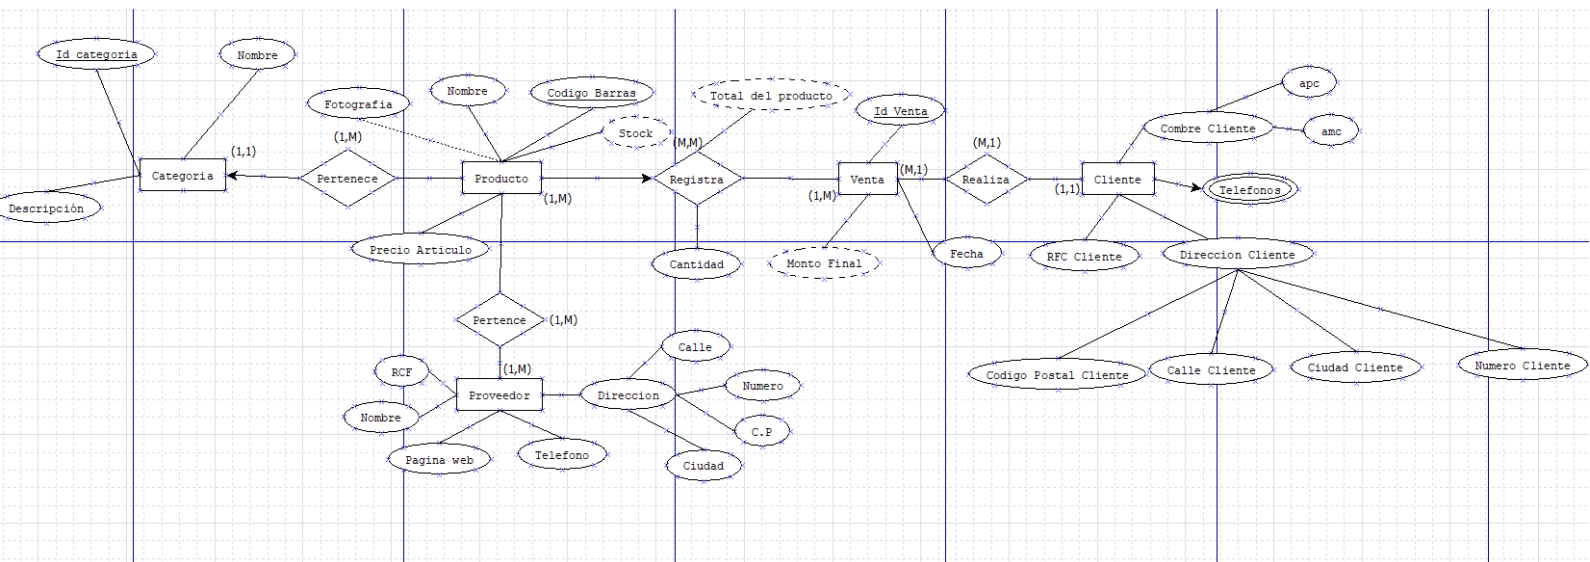 Id categoria
Nombre
Fotografia
Nombre
Codigo Barras
Total del producto
Id Venta
apc
Combre Cliente
amc
Stock
(1,M)
(M,M)
(M,1)
(1,1)
Categoria
Pertenece
Producto
Registra
Venta
(M,1)
Realiza
Cliente
(1,1)
Telefonos
(1,M)
(1,M)
Descripción
Precio Articulo
Cantidad
Monto Final
Fecha
RFC Cliente
Direccion Cliente
Pertence
(1,M)
Calle
(1,M)
RCF
Proveedor
Direccion
Numero
Nombre
C.P
Pagina web
Telefono
Ciudad
Codigo Postal Cliente
Calle Cliente
Ciudad Cliente
Numero Cliente